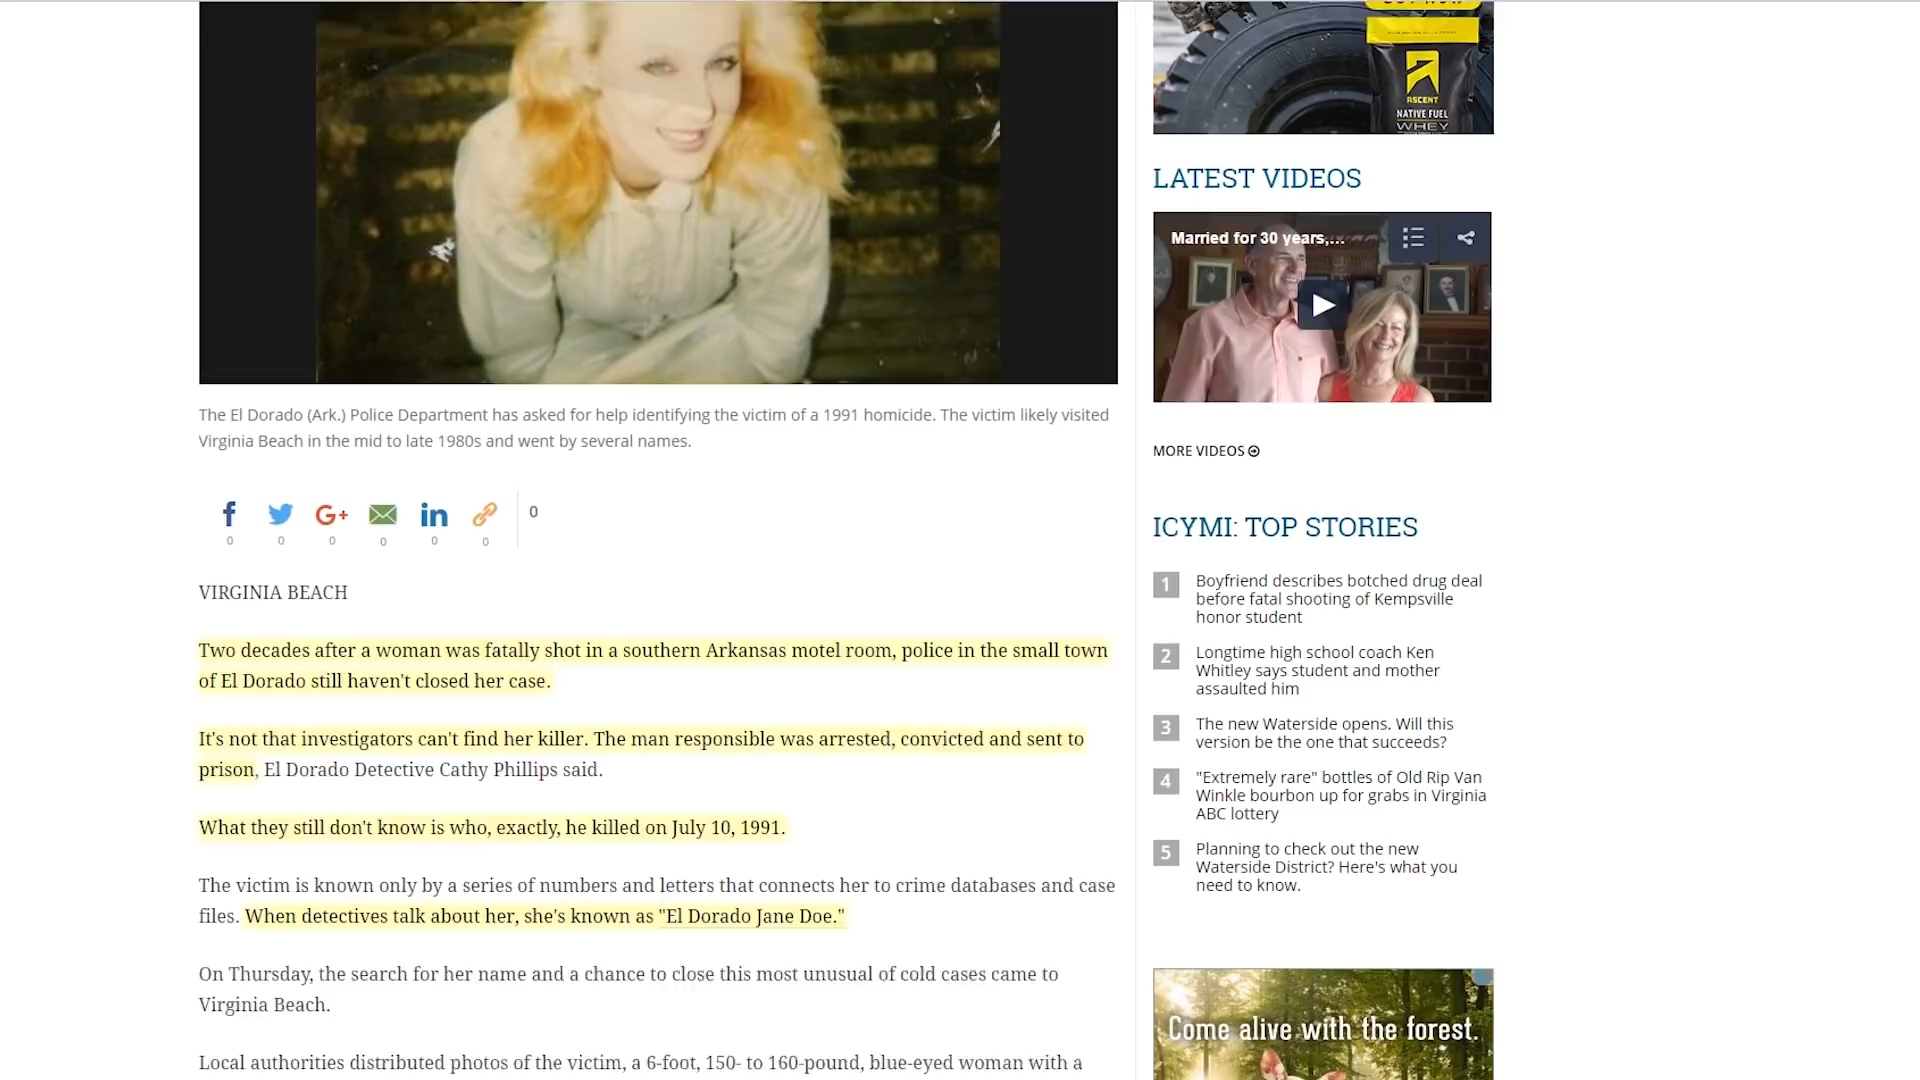 ASCENT
NATIVE FUEL
WHEY
LATEST VIDEOS
Married for 30 years,...
The El Dorado (Ark.) Police Department has asked for help identifying the victim of a 1991 homicide. The victim likely visited
Virginia Beach in the mid to late 1980s and went by several names.
MORE VIDEOS
f
G+
in
0
0
0
0
0
0
0
ICYMI: TOP STORIES
1
Boyfriend describes botched drug deal
before fatal shooting of Kempsville
honor student
2
Longtime high school coach Ken
Whitley says student and mother
assaulted him
3
The new Waterside opens. Will this
version be the one that succeeds?
4
"Extremely rare" bottles of Old Rip Van
Winkle bourbon up for grabs in Virginia
ABC lottery
5
Planning to check out the new
Waterside District? Here's what you
need to know.
VIRGINIA BEACH
Two decades after a woman was fatally shot in a southern Arkansas motel room, police in the small town
of El Dorado still haven't closed her case.
It's not that investigators can't find her killer. The man responsible was arrested, convicted and sent to
prison, El Dorado Detective Cathy Phillips said.
What they still don't know is who, exactly, he killed on July 10, 1991.
The victim is known only by a series of numbers and letters that connects her to crime databases and case
files. When detectives talk about her, she's known as "El Dorado Jane Doe."
On Thursday, the search for her name and a chance to close this most unusual of cold cases came to
Virginia Beach.
Local authorities distributed photos of the victim, a 6-foot, 150- to 160-pound, blue-eyed woman with a
Come alive with the forest.